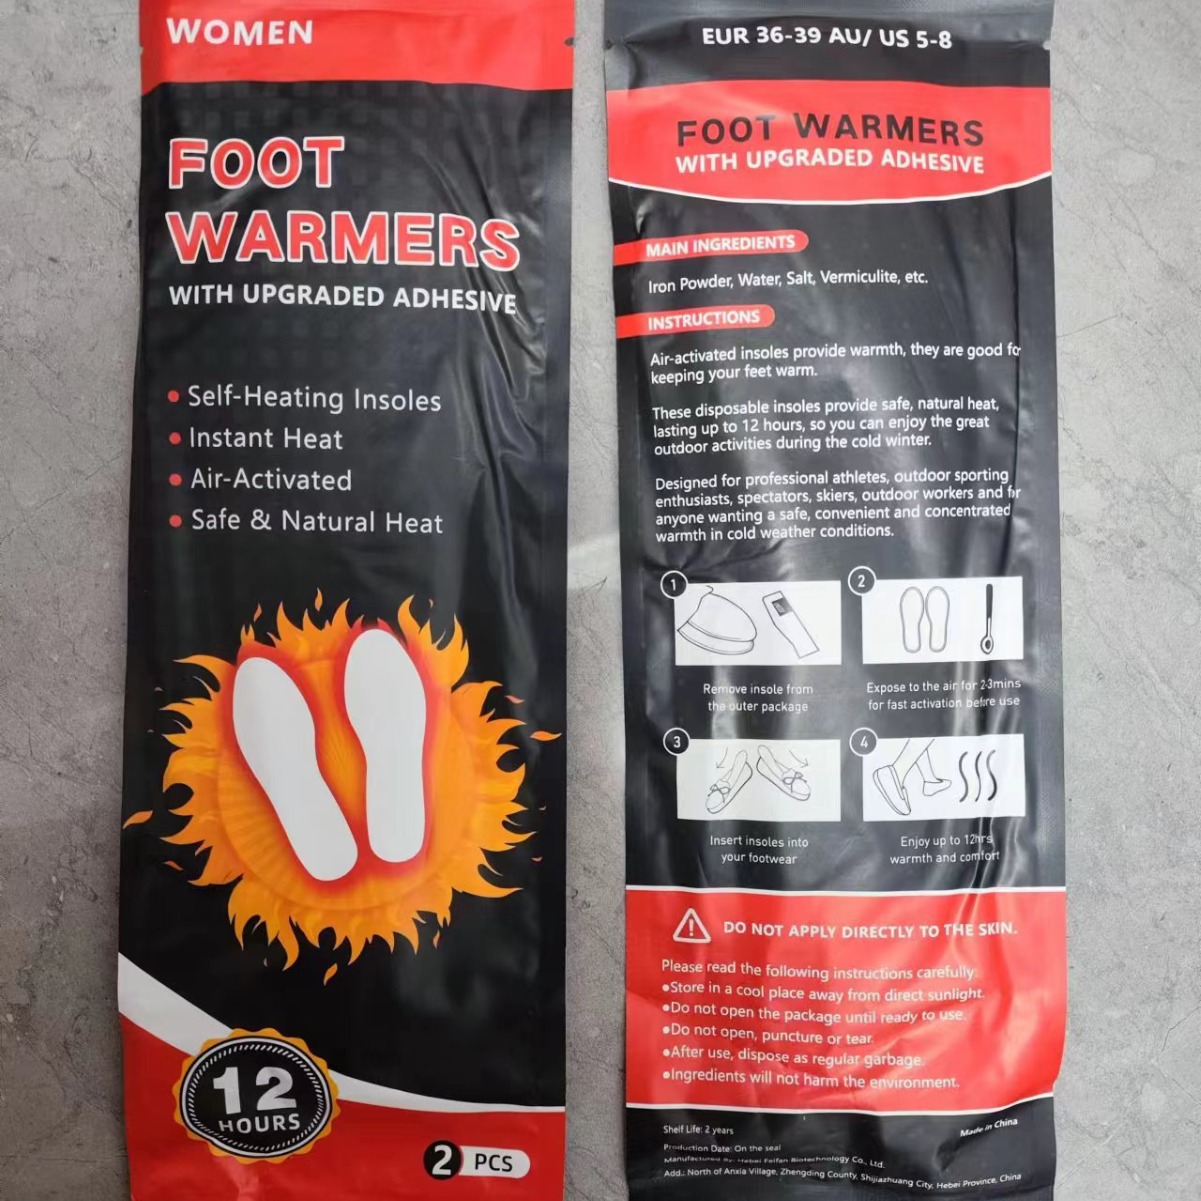 WOMEN
FOOT
WARMERS
WITH UPGRADED ADHESIVE
• Self-Heating Insoles
• Instant Heat
• Air-Activated
• Safe & Natural Heat
12
HOURS
2 PCS
EUR 36-39 AU/ US 5-8
FOOT WARMERS
WITH UPGRADED ADHESIVE
MAIN INGREDIENTS
Iron Powder, Water, Salt, Vermiculite, etc.
INSTRUCTIONS
Air-activated insoles provide warmth, they are good for
keeping your feet warm.
These disposable insoles provide safe, natural heat,
lasting up to 12 hours, so you can enjoy the great
outdoor activities during the cold winter.
Designed for professional athletes, outdoor sporting
enthusiasts, spectators, skiers, outdoor workers and for
anyone wanting a safe, convenient and concentrated
warmth in cold weather conditions.
1
Remove insole from
the outer package
2
Expose to the air for 2-3mins
for fast activation before use
3
Insert insoles into
your footwear
4
Enjoy up to 12hrs
warmth and comfort
DO NOT APPLY DIRECTLY TO THE SKIN.
Please read the following instructions carefully:
•Store in a cool place away from direct sunlight.
•Do not open the package until ready to use.
•Do not open, puncture or tear.
•After use, dispose as regular garbage.
•Ingredients will not harm the environment.
Shelf Life: 2 years
Made in China
Production Date: On the seal
Manufactured By: Hebei Feifan Biotechnology Co., Ltd.
Add.: North of Anxia Village, Zhengding County, Shijiazhuang City, Hebei Province, China